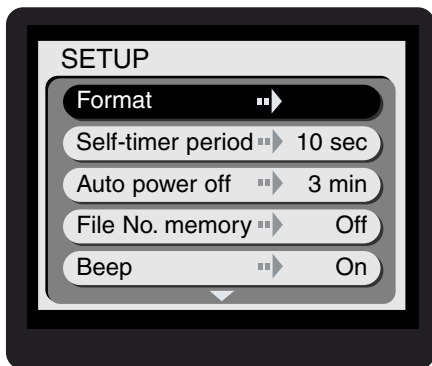 SETUP
Format
Self-timer period 10 sec
Auto power off 3 min
File No. memory Off
Beep On